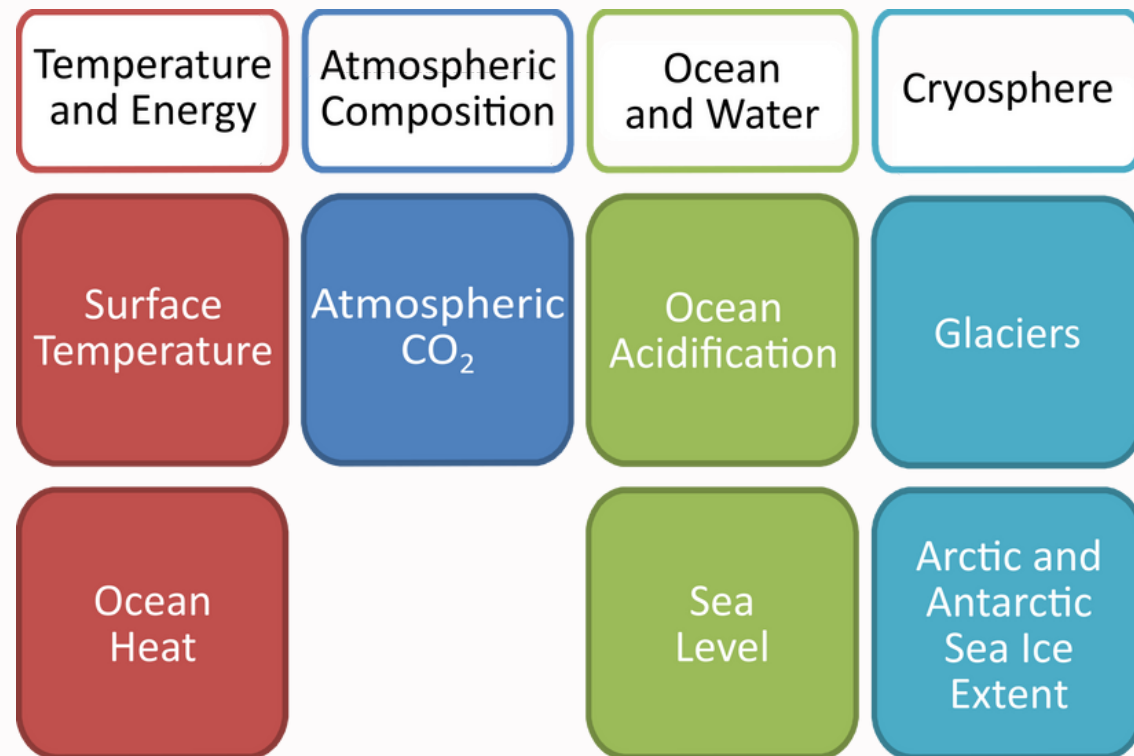 Temperature
and Energy
Atmospheric
Composition
Ocean
and Water
Cryosphere
Surface
Temperature
Atmospheric
CO₂
Ocean
Acidification
Glaciers
Ocean
Heat
Sea
Level
Arctic and
Antarctic
Sea Ice
Extent